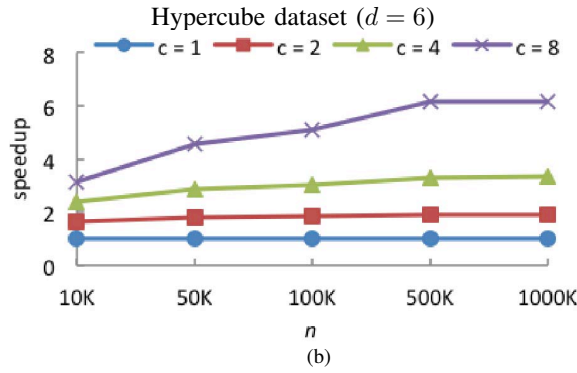 Hypercube dataset (d = 6)
8
c = 1 c = 2 c = 4 c = 8
6
4
2
0
speedup
10K 50K 100K 500K 1000K
n
(b)